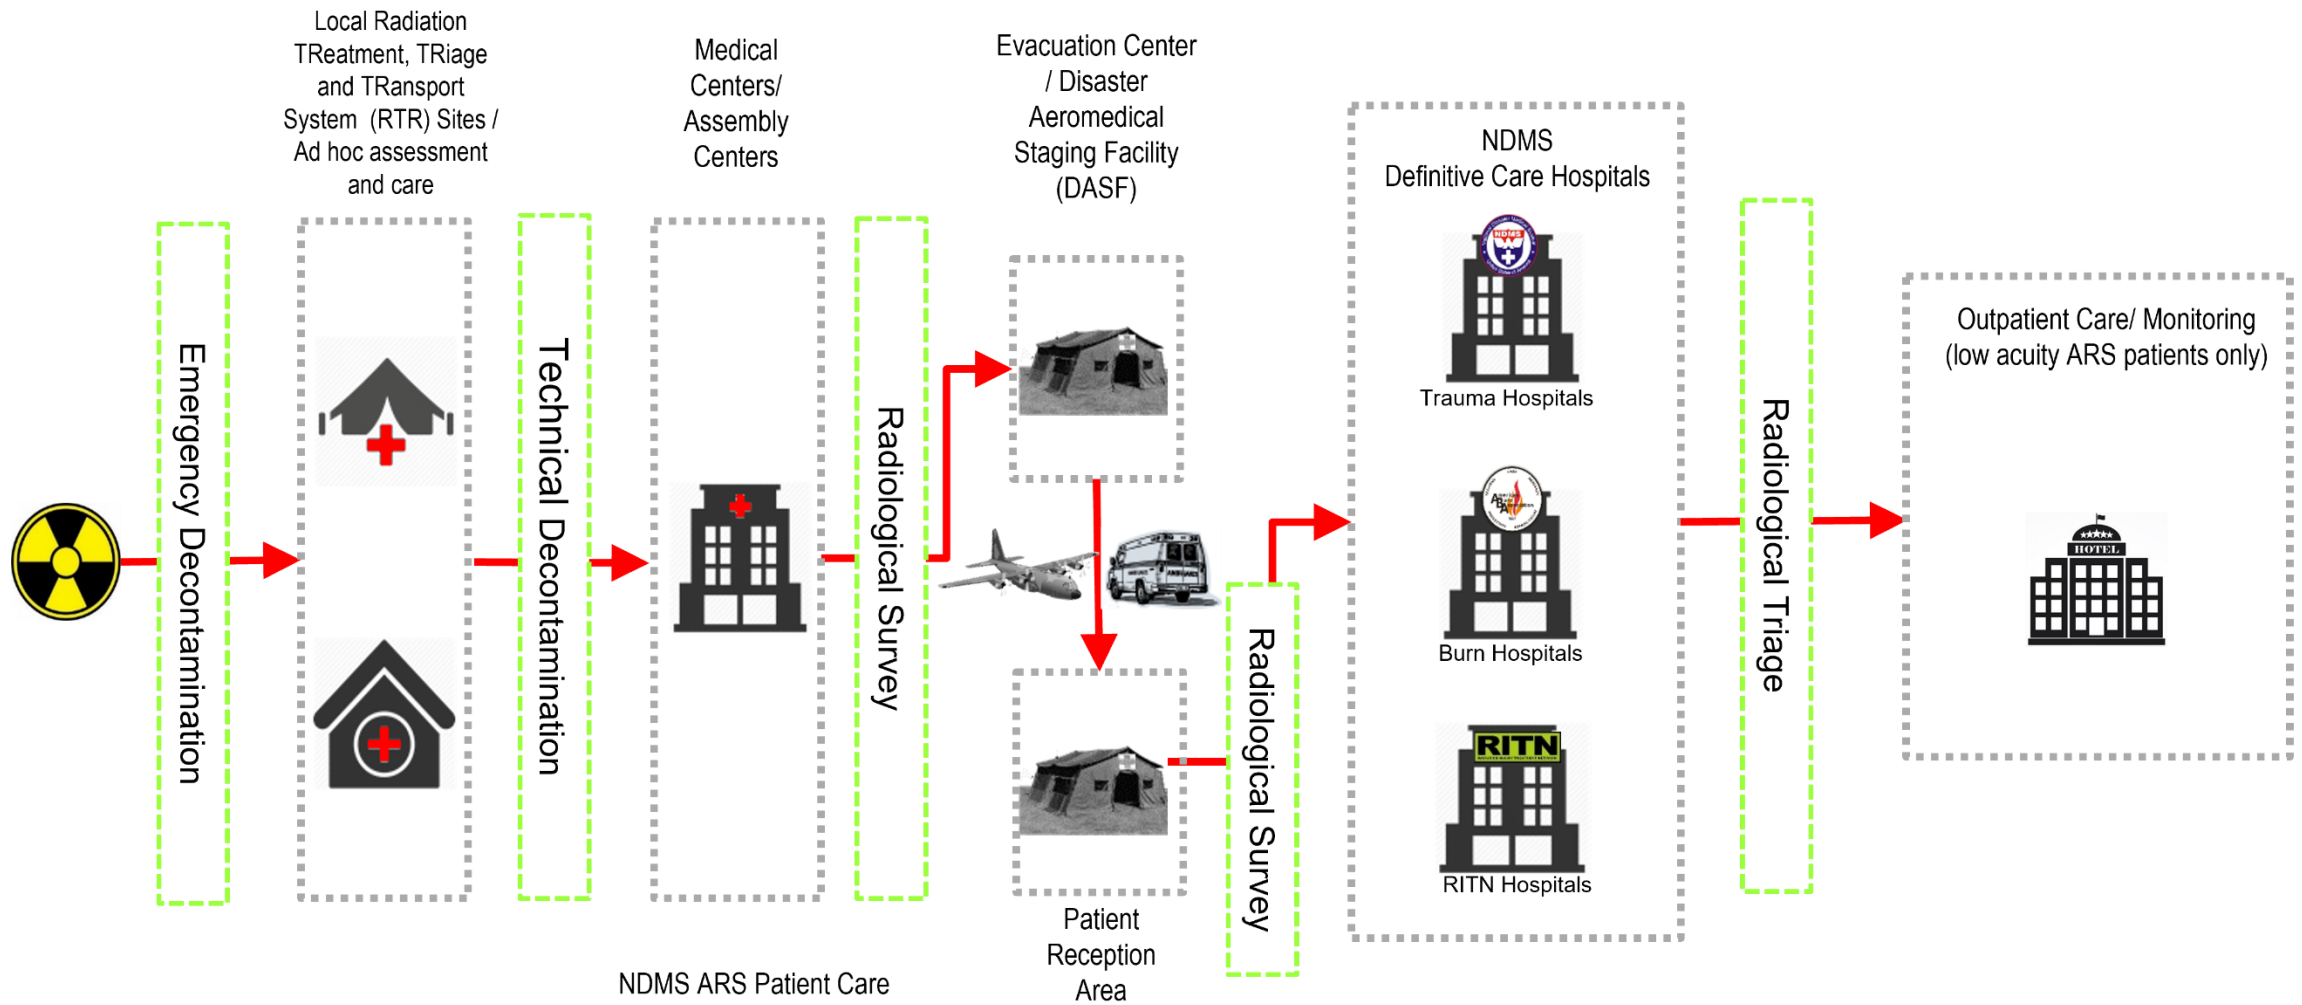 Local Radiation
TReatment, TRiage
and TRansport
System (RTR) Sites /
Ad hoc assessment
and care
Medical
Centers/
Assembly
Centers
Evacuation Center
/ Disaster
Aeromedical
Staging Facility
(DASF)
NDMS
Definitive Care Hospitals
NDMS
Trauma Hospitals
Burn Hospitals
RITN
RITN Hospitals
Outpatient Care/ Monitoring
(low acuity ARS patients only)
HOTEL
Emergency Decontamination
Technical Decontamination
Radiological Survey
AMBULANCE
Radiological Survey
Radiological Triage
Patient
Reception
Area
NDMS ARS Patient Care